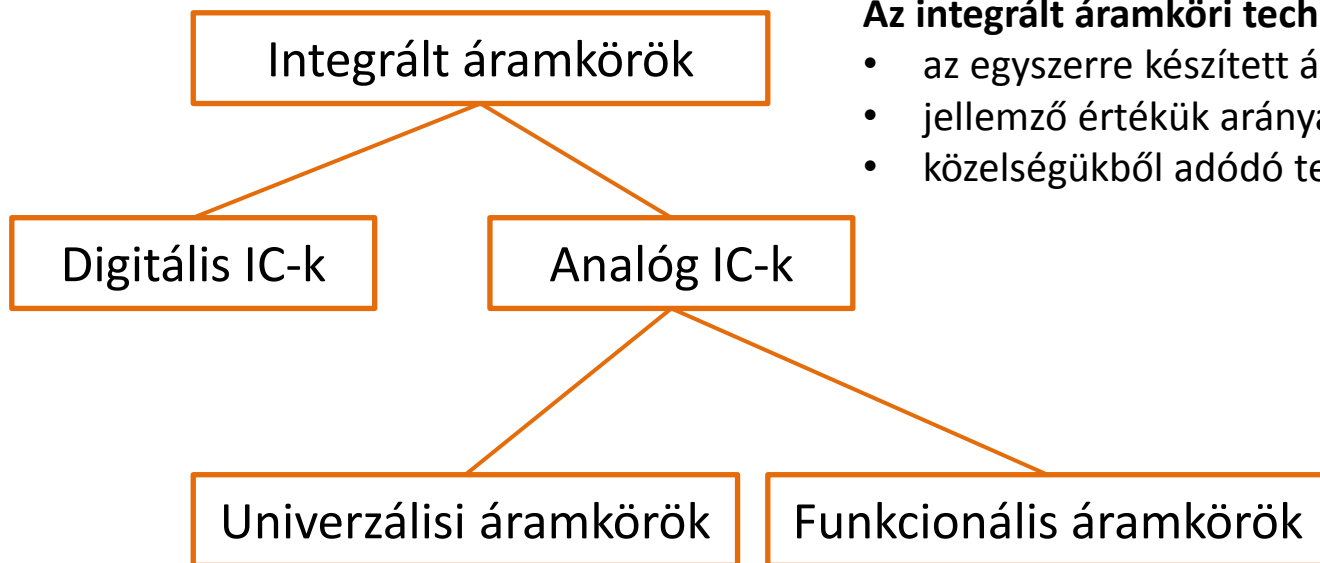 Az integrált áramköri tech
Integrált áramkörök
• az egyszerre készített á
• jellemző értékük arány
• közelségükből adódó te
Digitális IC-k
Analóg IC-k
Univerzálisi áramkörök
Funkcionális áramkörök